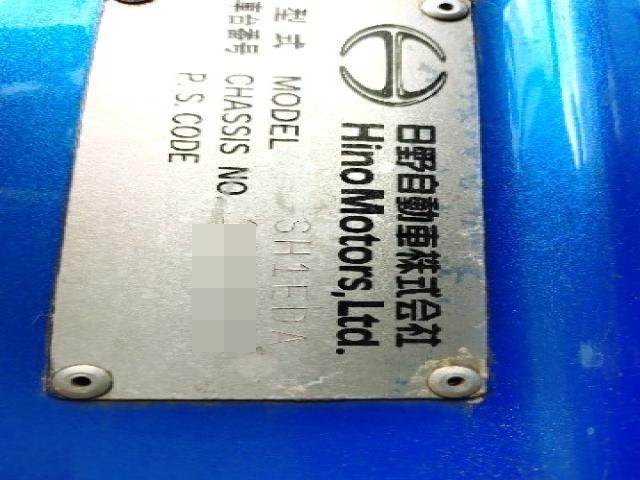 日野自動車株式会社
Hino Motors, Ltd.
型式 MODEL SH1EDA
車台番号 CHASSIS NO.
P. S. CODE